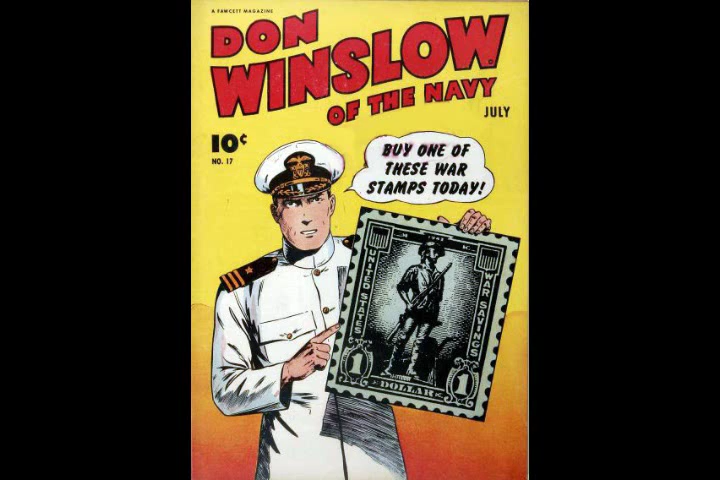 A FAWCETT MAGAZINE
DON
WINSLOW
OF THE NAVY
JULY
10¢
NO. 17
BUY ONE OF
THESE WAR
STAMPS TODAY!
UNITED STATES
WAR SAVINGS
1
DOLLAR
1